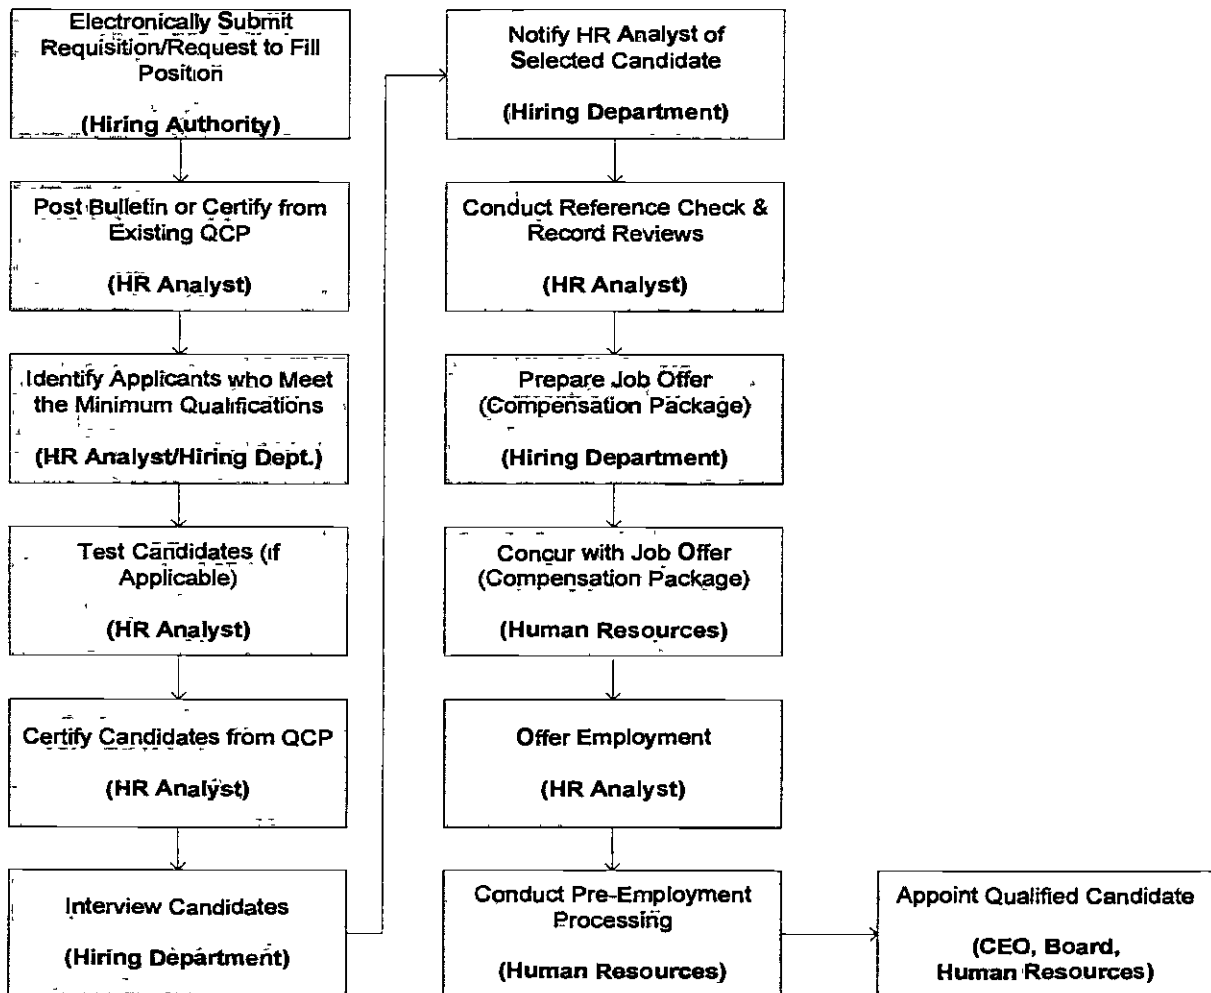 Electronically Submit
Requisition/Request to Fill
Position
(Hiring Authority)
Post Bulletin or Certify from
Existing QCP
(HR Analyst)
Identify Applicants who Meet
the Minimum Qualifications
(HR Analyst/Hiring Dept.)
Test Candidates (if
Applicable)
(HR Analyst)
Certify Candidates from QCP
(HR Analyst)
Interview Candidates
(Hiring Department)
Notify HR Analyst of
Selected Candidate
(Hiring Department)
Conduct Reference Check &
Record Reviews
(HR Analyst)
Prepare Job Offer
(Compensation Package)
(Hiring Department)
Concur with Job Offer
(Compensation Package)
(Human Resources)
Offer Employment
(HR Analyst)
Conduct Pre-Employment
Processing
(Human Resources)
Appoint Qualified Candidate
(CEO, Board,
Human Resources)